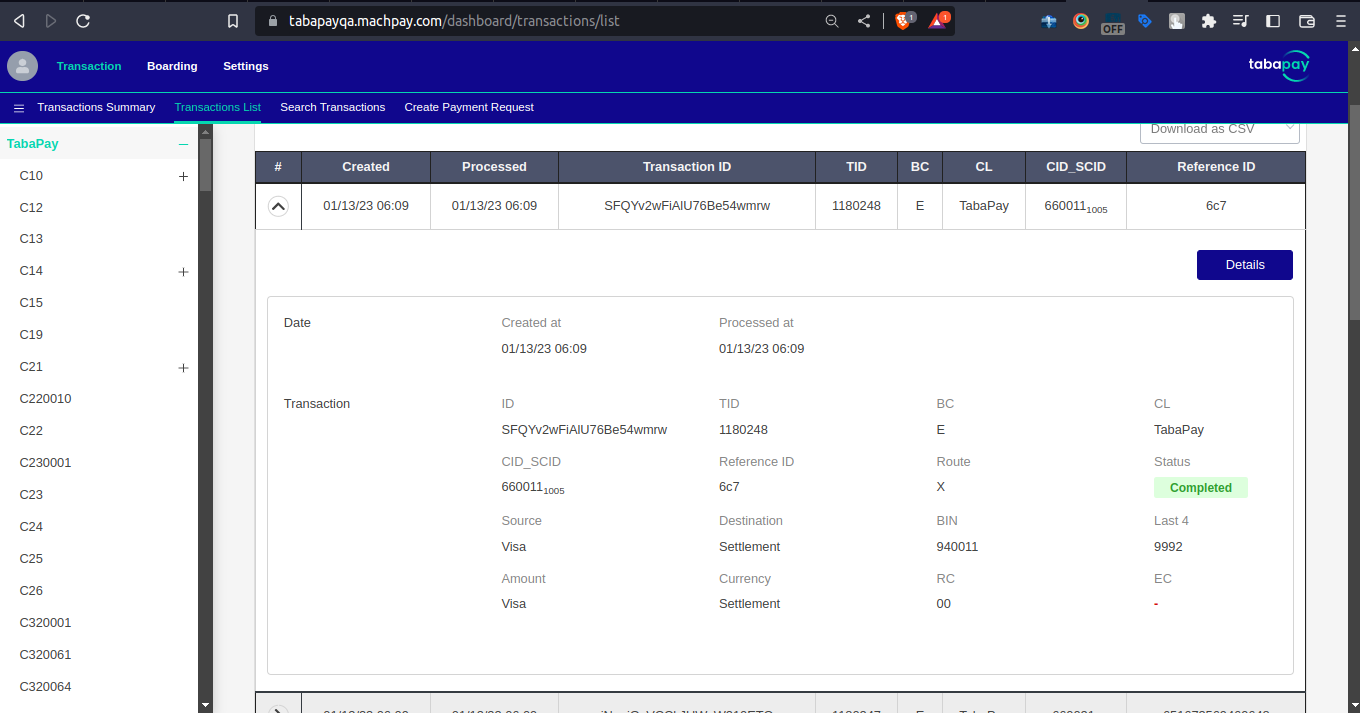 tabapayqa.machpay.com/dashboard/transactions/list
1
1
OFF
Transaction Boarding Settings
tabapay
Transactions Summary Transactions List Search Transactions Create Payment Request
TabaPay
C10
C12
C13
C14
C15
C19
C21
C220010
C22
C230001
C23
C24
C25
C26
C320001
C320061
C320064
Download as CSV
# Created Processed Transaction ID TID BC CL CID_SCID Reference ID
01/13/23 06:09 01/13/23 06:09 SFQYv2wFiAlU76Be54wmrw 1180248 E TabaPay 660011 1005 6c7
Details
Date Created at Processed at
01/13/23 06:09 01/13/23 06:09
Transaction ID TID BC CL
SFQYv2wFiAlU76Be54wmrw 1180248 E TabaPay
CID_SCID Reference ID Route Status
660011 1005 6c7 X Completed
Source Destination BIN Last 4
Visa Settlement 940011 9992
Amount Currency RC EC
Visa Settlement 00 -